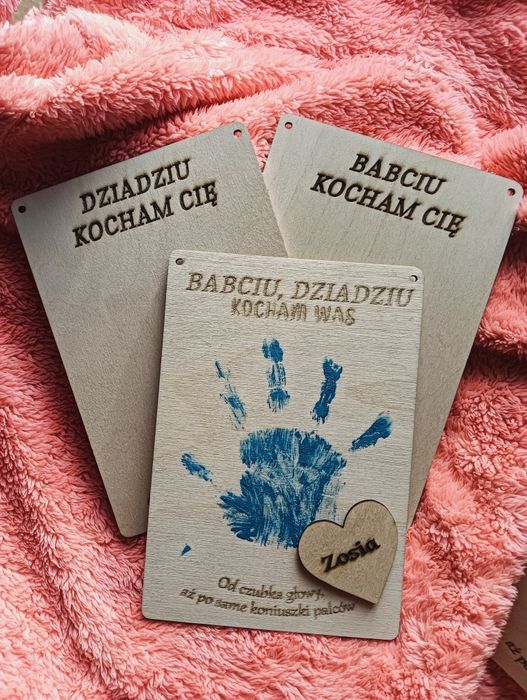 DZIADZIU
KOCHAM CIĘ
BABCIU
KOCHAM CIĘ
BABCIU, DZIADZIU
KOCHAM WAS
Zosia
Od czubka głowy,
aż po same koniuszki palców
aż p